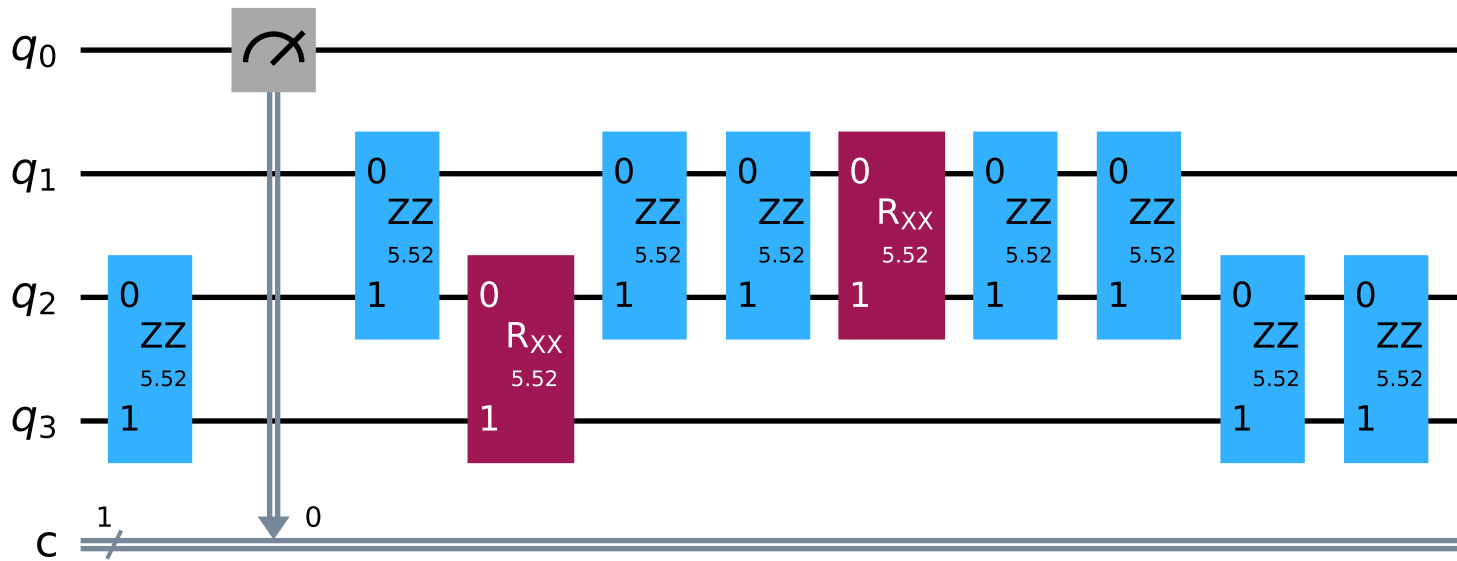 q0
q1 0 0 0 0 0 0
ZZ ZZ ZZ RXX ZZ ZZ
5.52 5.52 5.52 5.52 5.52 5.52
q2 0 1 0 1 1 1 1 1 0 0
ZZ RXX ZZ ZZ
5.52 5.52 5.52 5.52
q3 1 1 1 1
1 0
c